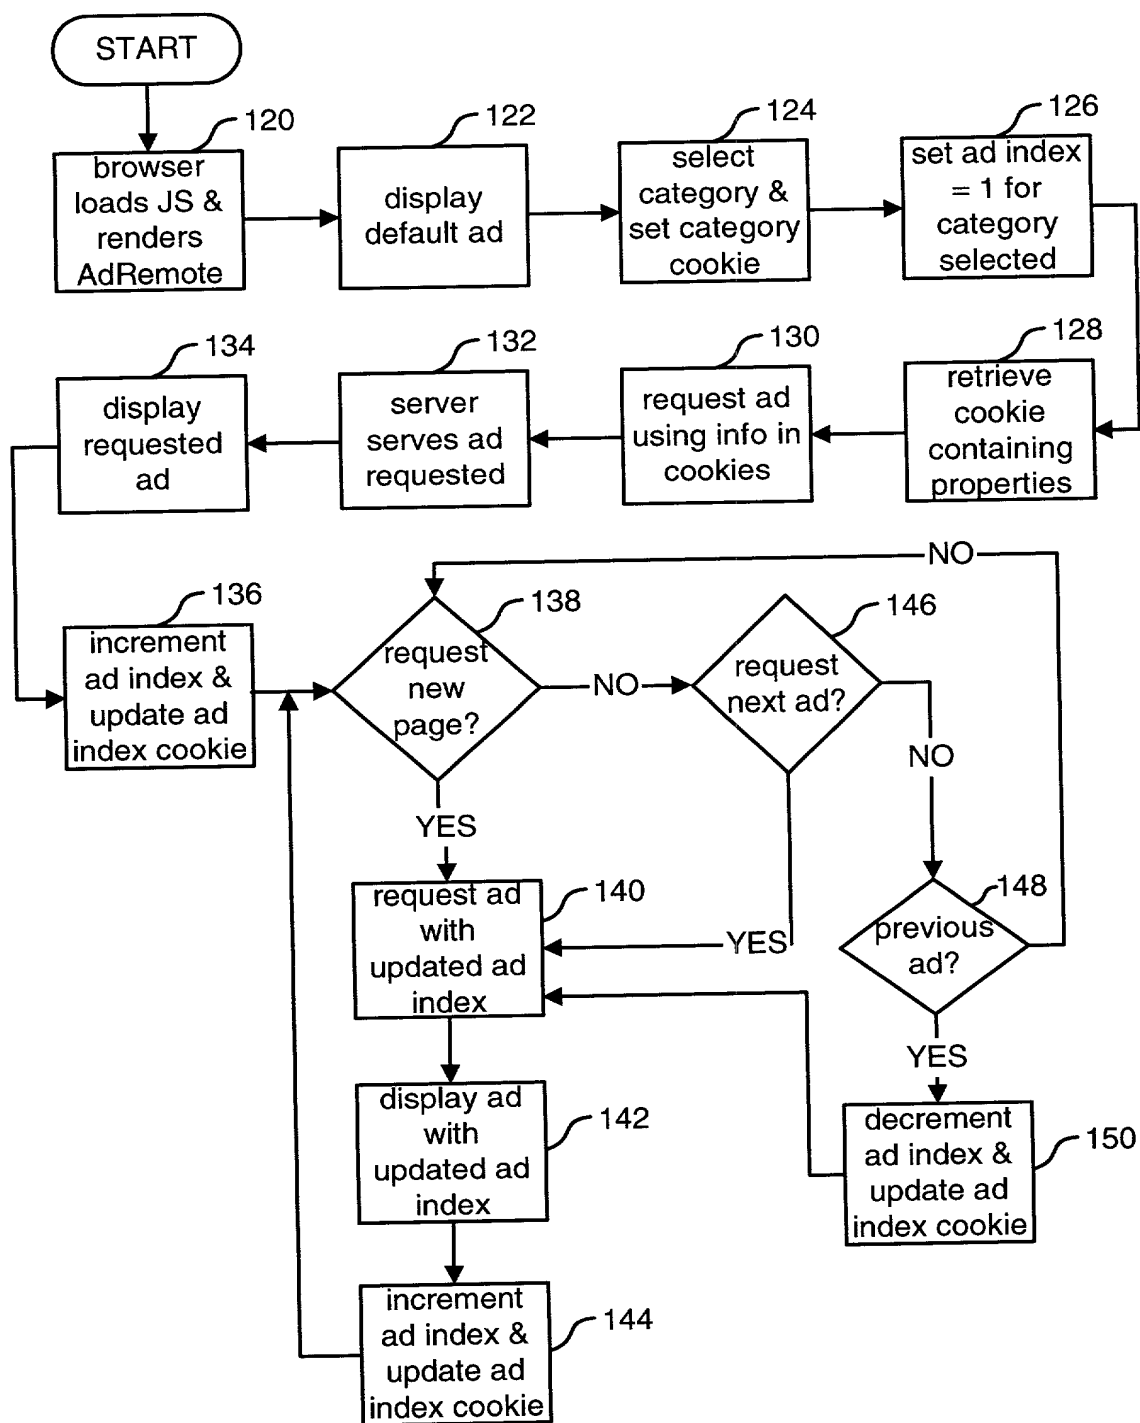 START
120
browser
loads JS &
renders
AdRemote
122
display
default ad
124
select
category &
set category
cookie
126
set ad index
= 1 for
category
selected
128
retrieve
cookie
containing
properties
130
request ad
using info in
cookies
132
server
serves ad
requested
134
display
requested
ad
136
increment
ad index &
update ad
index cookie
NO
138
request
new
page?
NO
146
request
next ad?
NO
YES
YES
148
previous
ad?
YES
140
request ad
with
updated ad
index
142
display ad
with
updated ad
index
150
decrement
ad index &
update ad
index cookie
144
increment
ad index &
update ad
index cookie